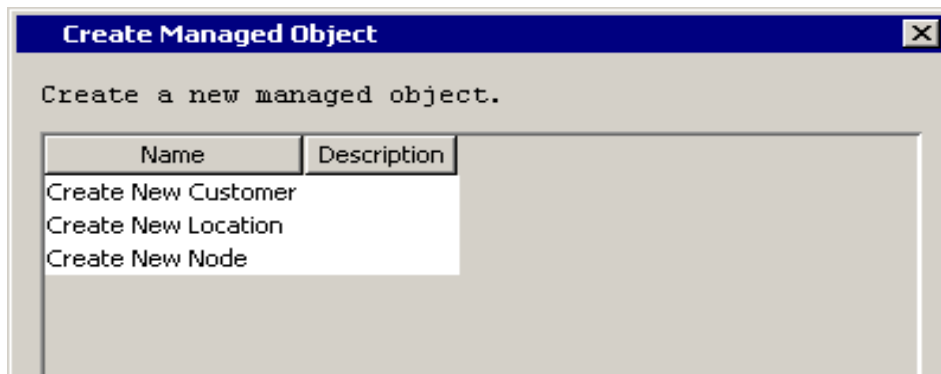 Create Managed Object
Create a new managed object.
Name Description
Create New Customer
Create New Location
Create New Node